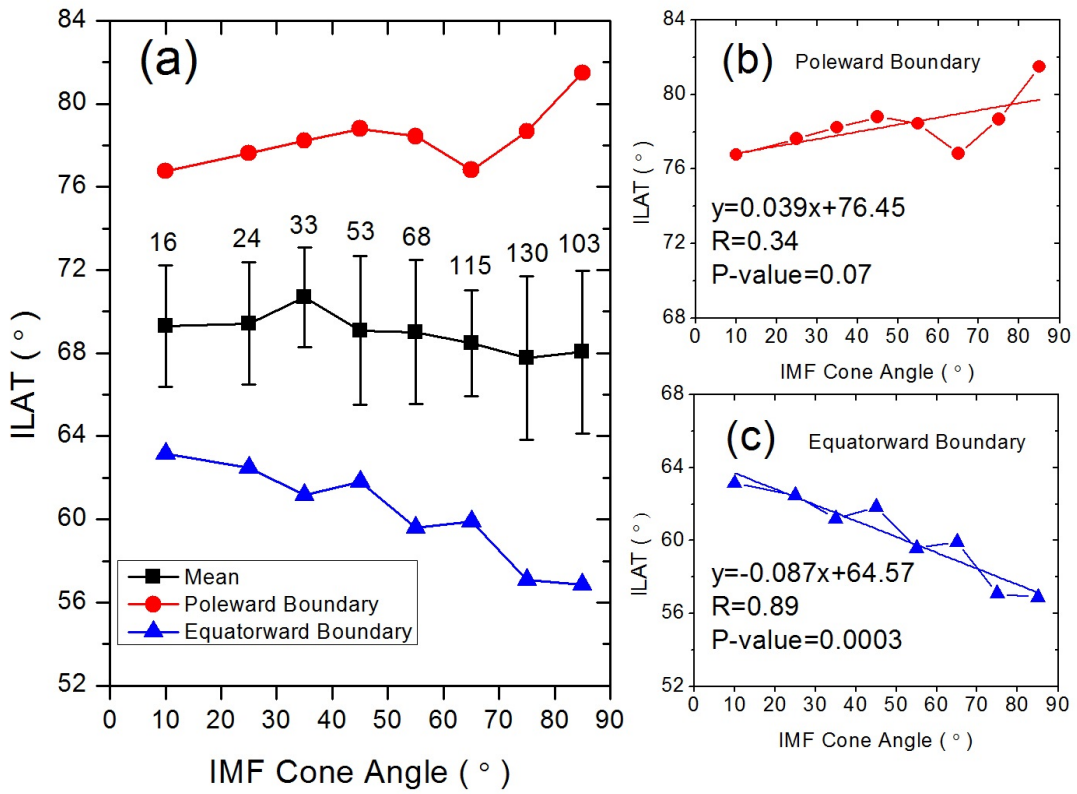 (a)
84
80
76
72
68
64
60
56
52
ILAT ( ° )
16 24 33 53 68 115 130 103
Mean
Poleward Boundary
Equatorward Boundary
0 10 20 30 40 50 60 70 80 90
IMF Cone Angle ( ° )
(b) Poleward Boundary
84
80
76
72
68
ILAT ( ° )
y=0.039x+76.45
R=0.34
P-value=0.07
0 10 20 30 40 50 60 70 80 90
IMF Cone Angle ( ° )
(c) Equatorward Boundary
68
64
60
56
52
ILAT ( ° )
y=-0.087x+64.57
R=0.89
P-value=0.0003
0 10 20 30 40 50 60 70 80 90
IMF Cone Angle ( ° )